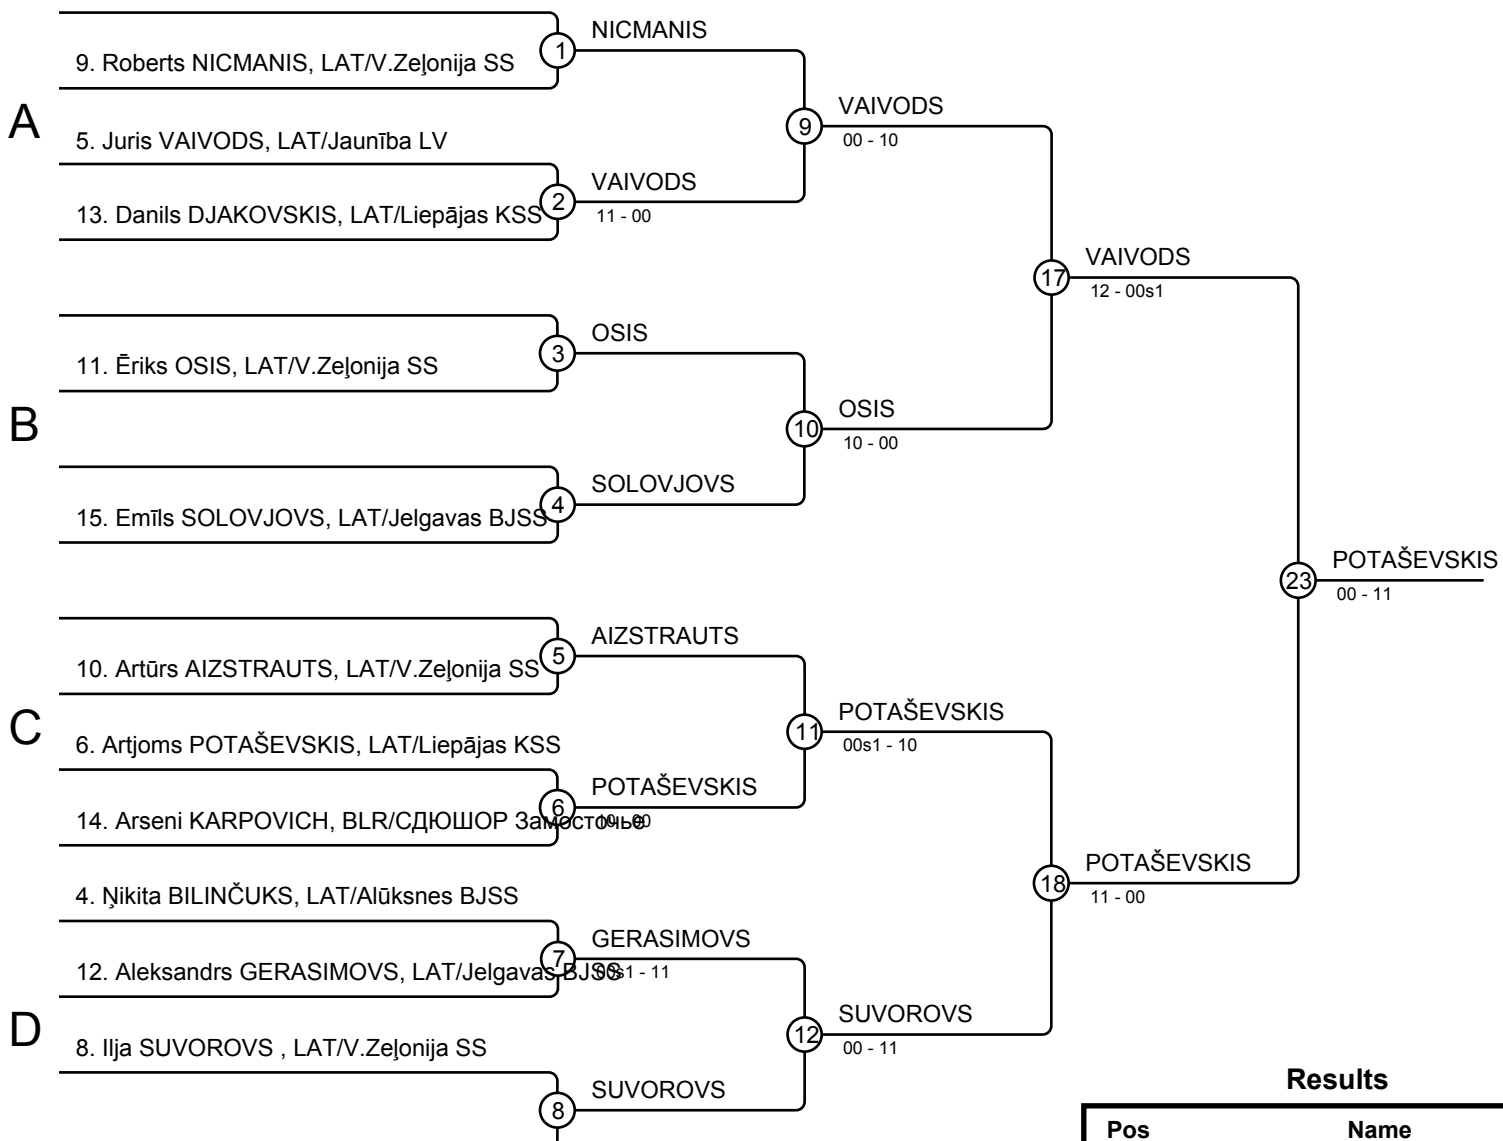 NICMANIS
9. Roberts NICMANIS, LAT/V.Zeļonija SS
1
A
VAIVODS
9
00 - 10
5. Juris VAIVODS, LAT/Jaunība LV
VAIVODS
2
11 - 00
13. Danils DJAKOVSKIS, LAT/Liepājas KSS
VAIVODS
17
12 - 00s1
OSIS
3
11. Ēriks OSIS, LAT/V.Zeļonija SS
B
OSIS
10
10 - 00
SOLOVJOVS
4
15. Emīls SOLOVJOVS, LAT/Jelgavas BJSS
POTAŠEVSKIS
23
00 - 11
AIZSTRAUTS
5
10. Artūrs AIZSTRAUTS, LAT/V.Zeļonija SS
C
POTAŠEVSKIS
11
00s1 - 10
6. Artjoms POTAŠEVSKIS, LAT/Liepājas KSS
POTAŠEVSKIS
6
10 - 00
14. Arseni KARPOVICH, BLR/СДЮШОР Замосточье
POTAŠEVSKIS
18
11 - 00
4. Ņikita BILINČUKS, LAT/Alūksnes BJSS
GERASIMOVS
7
00s1 - 11
12. Aleksandrs GERASIMOVS, LAT/Jelgavas BJSS
D
SUVOROVS
12
00 - 11
8. Ilja SUVOROVS , LAT/V.Zeļonija SS
SUVOROVS
8
Results
Pos Name